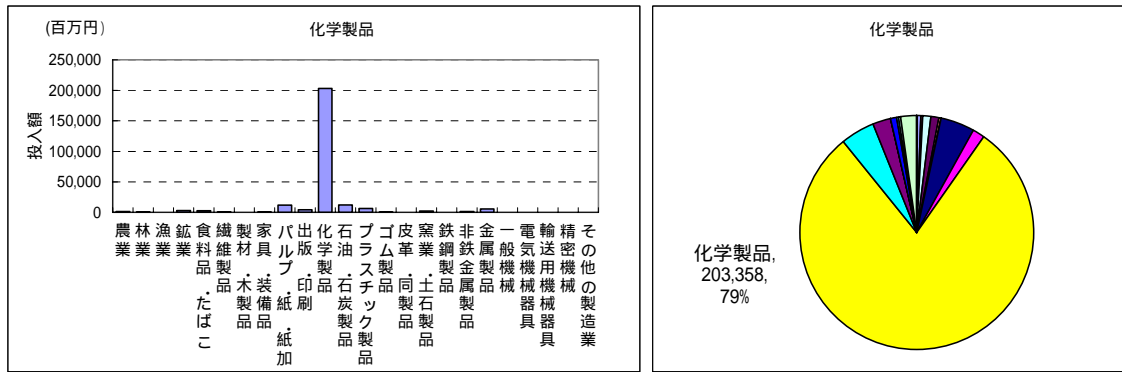 (百万円)
化学製品
250,000
200,000
150,000
100,000
50,000
0
投入額
農業
林業
漁業
鉱業
食料品・たばこ
繊維製品
製材・木製品
家具・装備品
パルプ・紙・紙加
出版・印刷
化学製品
石油・石炭製品
プラスチック製品
ゴム製品
皮革・同製品
窯業・土石製品
鉄鋼製品
非鉄金属製品
金属製品
一般機械
電気機械器具
輸送用機械器具
精密機械
その他の製造業
化学製品
化学製品,
203,358,
79%